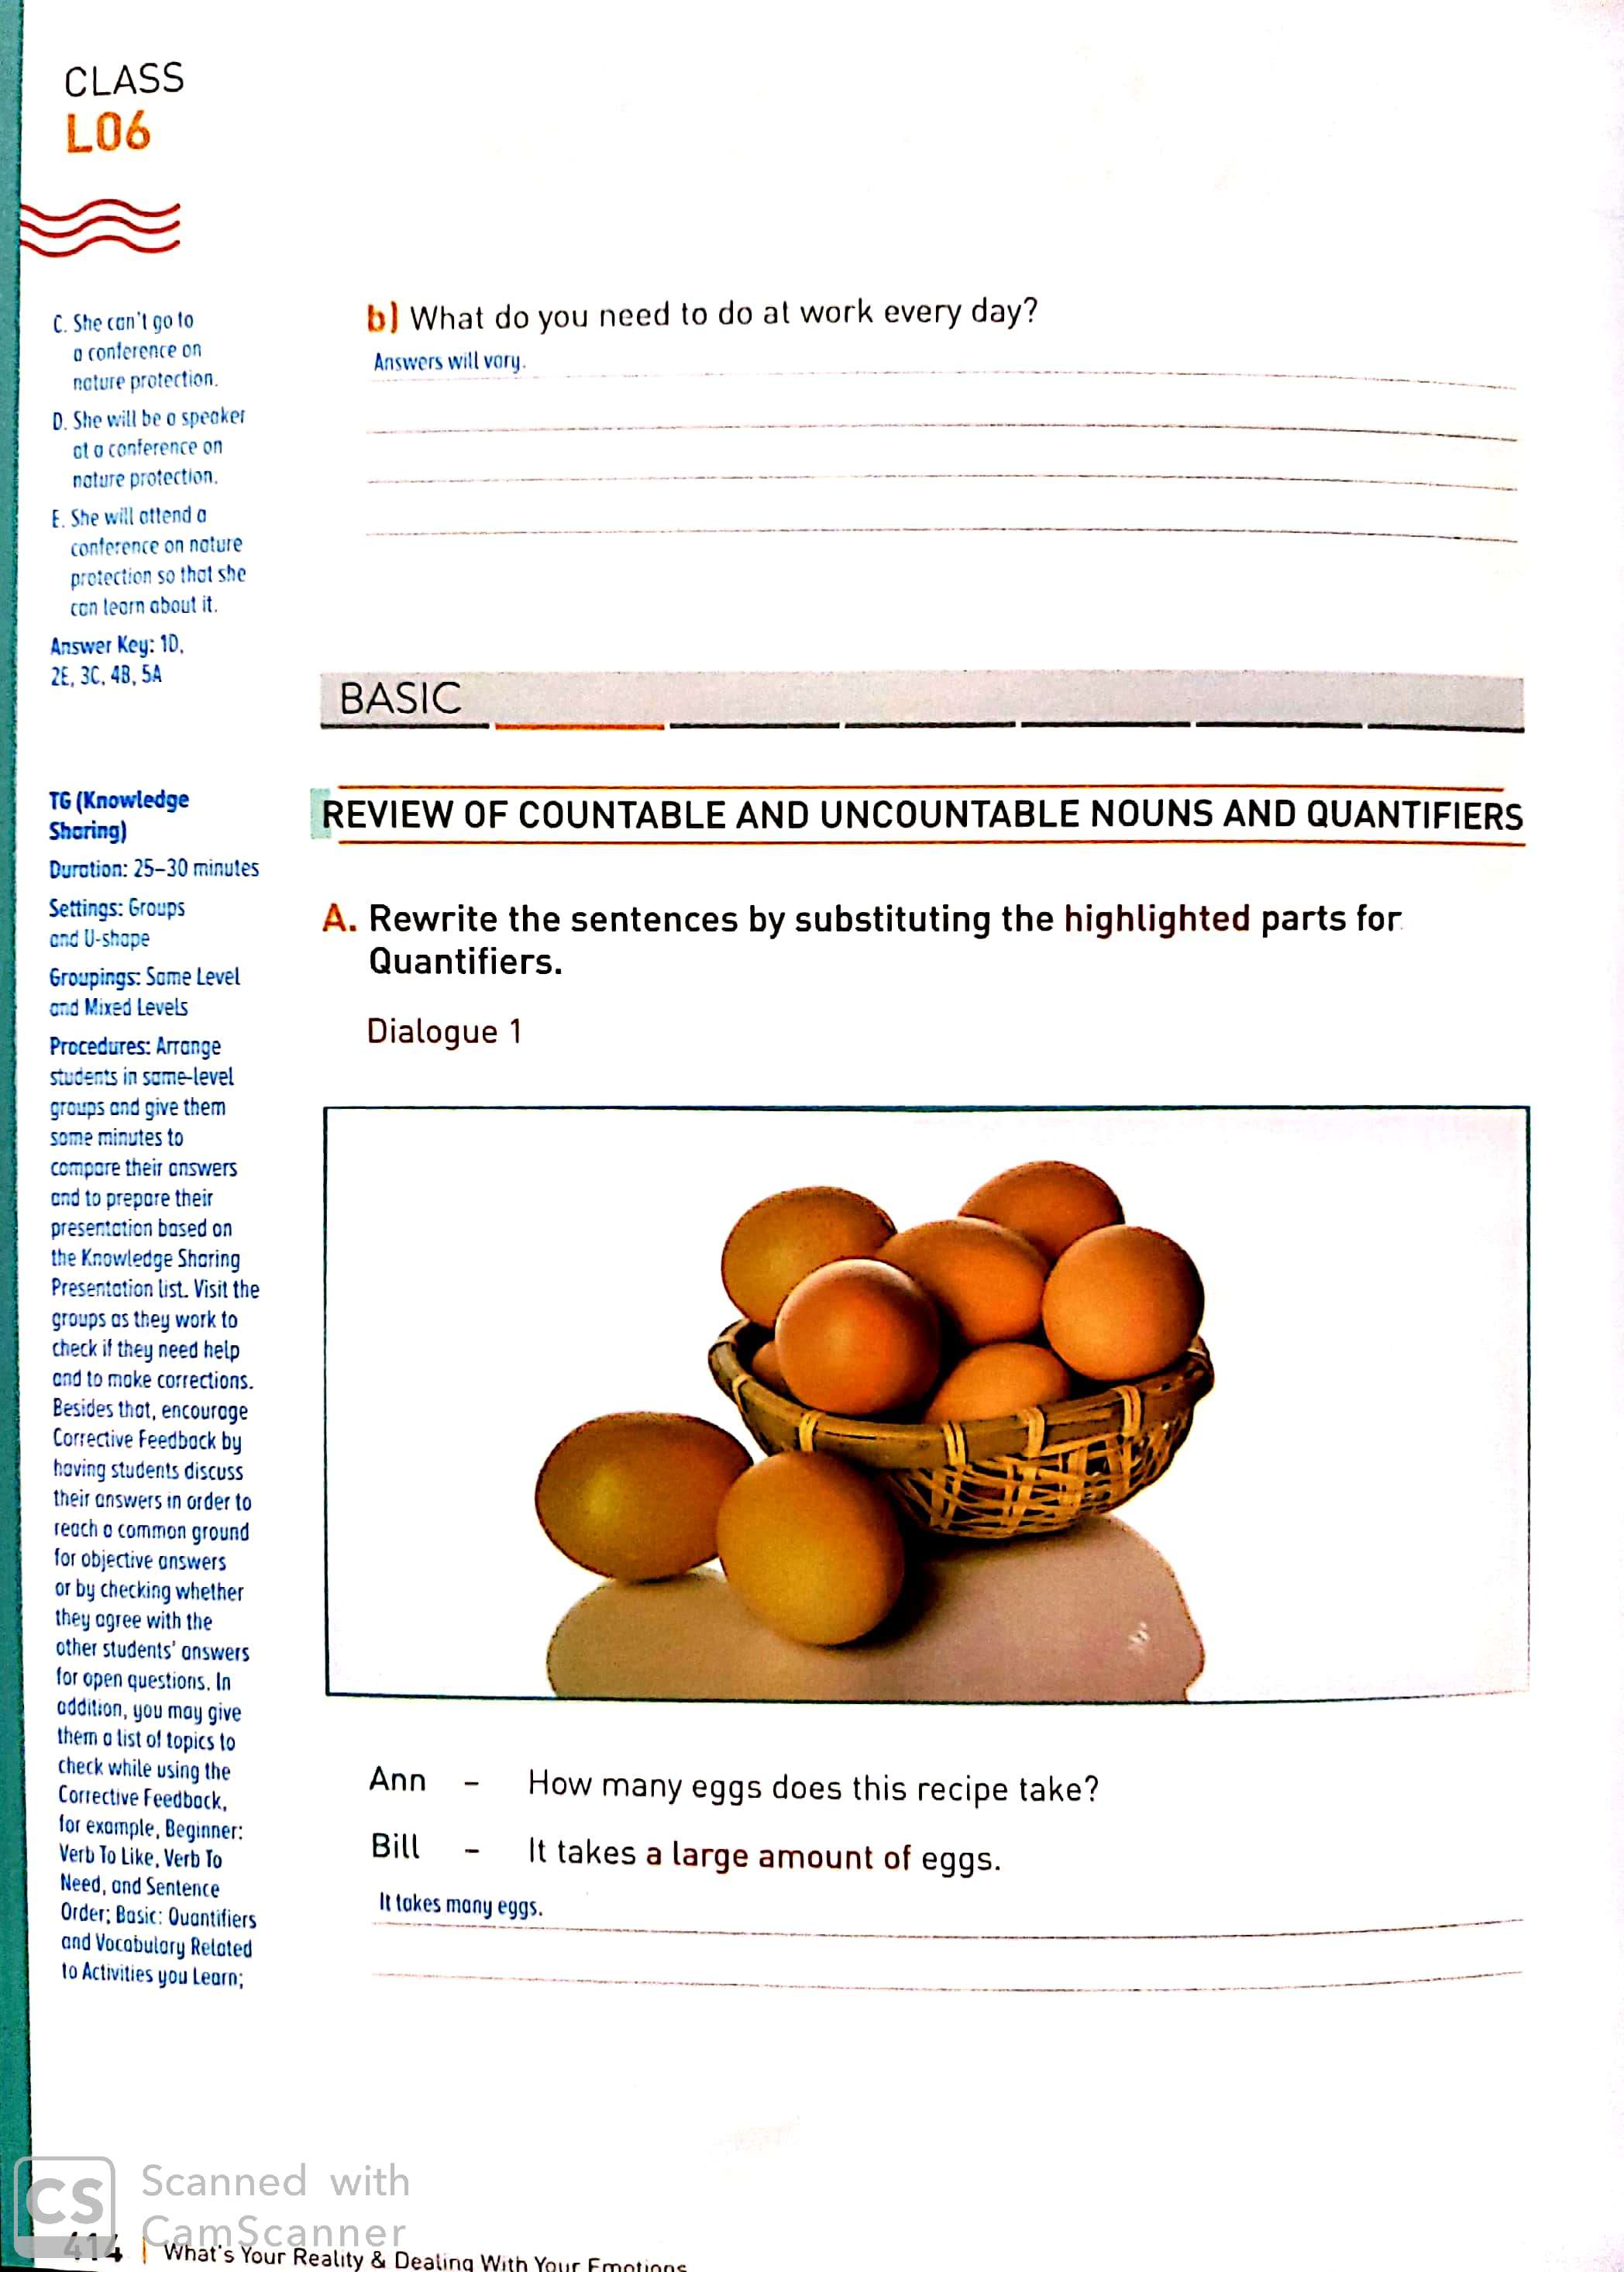 CLASS
L06
C. She can't go to
a conference on
nature protection.
D. She will be a speaker
at a conference on
nature protection.
E. She will attend a
conference on nature
protection so that she
can learn about it.
Answer Key: 1D,
2E, 3C, 4B, 5A
TG (Knowledge
Sharing)
Duration: 25–30 minutes
Settings: Groups
and U-shape
Groupings: Same Level
and Mixed Levels
Procedures: Arrange
students in same-level
groups and give them
some minutes to
compare their answers
and to prepare their
presentation based on
the Knowledge Sharing
Presentation list. Visit the
groups as they work to
check if they need help
and to make corrections.
Besides that, encourage
Corrective Feedback by
having students discuss
their answers in order to
reach a common ground
for objective answers
or by checking whether
they agree with the
other students' answers
for open questions. In
addition, you may give
them a list of topics to
check while using the
Corrective Feedback,
for example, Beginner:
Verb To Like, Verb To
Need, and Sentence
Order; Basic: Quantifiers
and Vocabulary Related
to Activities you Learn;
b) What do you need to do at work every day?
Answers will vary.
BASIC
REVIEW OF COUNTABLE AND UNCOUNTABLE NOUNS AND QUANTIFIERS
A. Rewrite the sentences by substituting the highlighted parts for
Quantifiers.
Dialogue 1
Ann – How many eggs does this recipe take?
Bill – It takes a large amount of eggs.
It takes many eggs.
CS Scanned with
CamScanner
414 | What's Your Reality & Dealing With Your Emotions